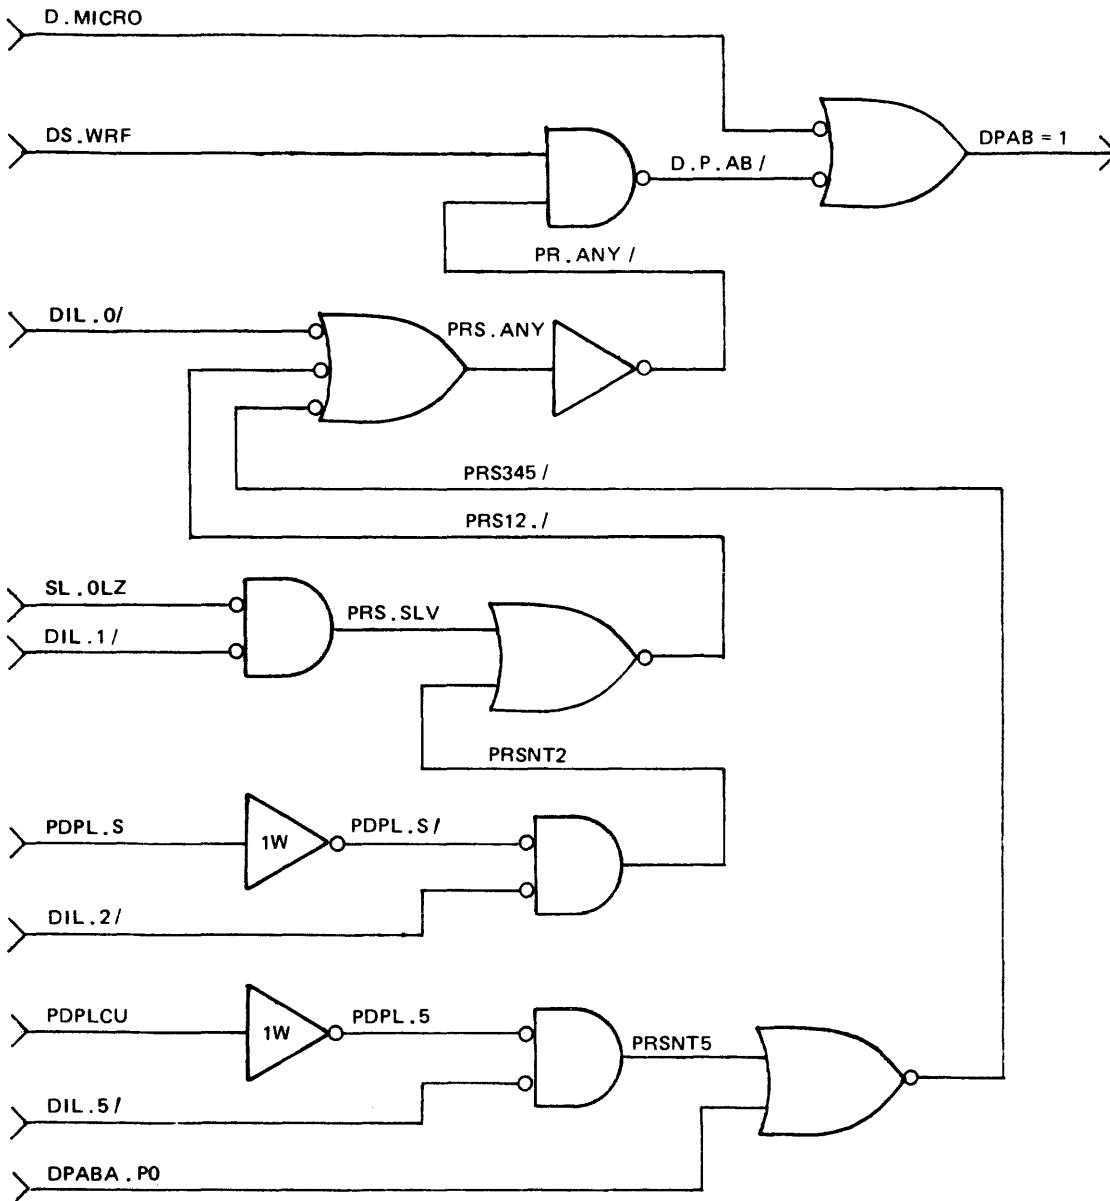 D.MICRO
DS.WRF
D.P.AB/
DPAB = 1
PR.ANY/
DIL.0/
PRS.ANY
PRS345/
PRS12./
SL.0LZ
PRS.SLV
DIL.1/
PRSNT2
PDPL.S
1W
PDPL.S/
DIL.2/
PDPLCU
1W
PDPL.5
PRSNT5
DIL.5/
DPABA.P0